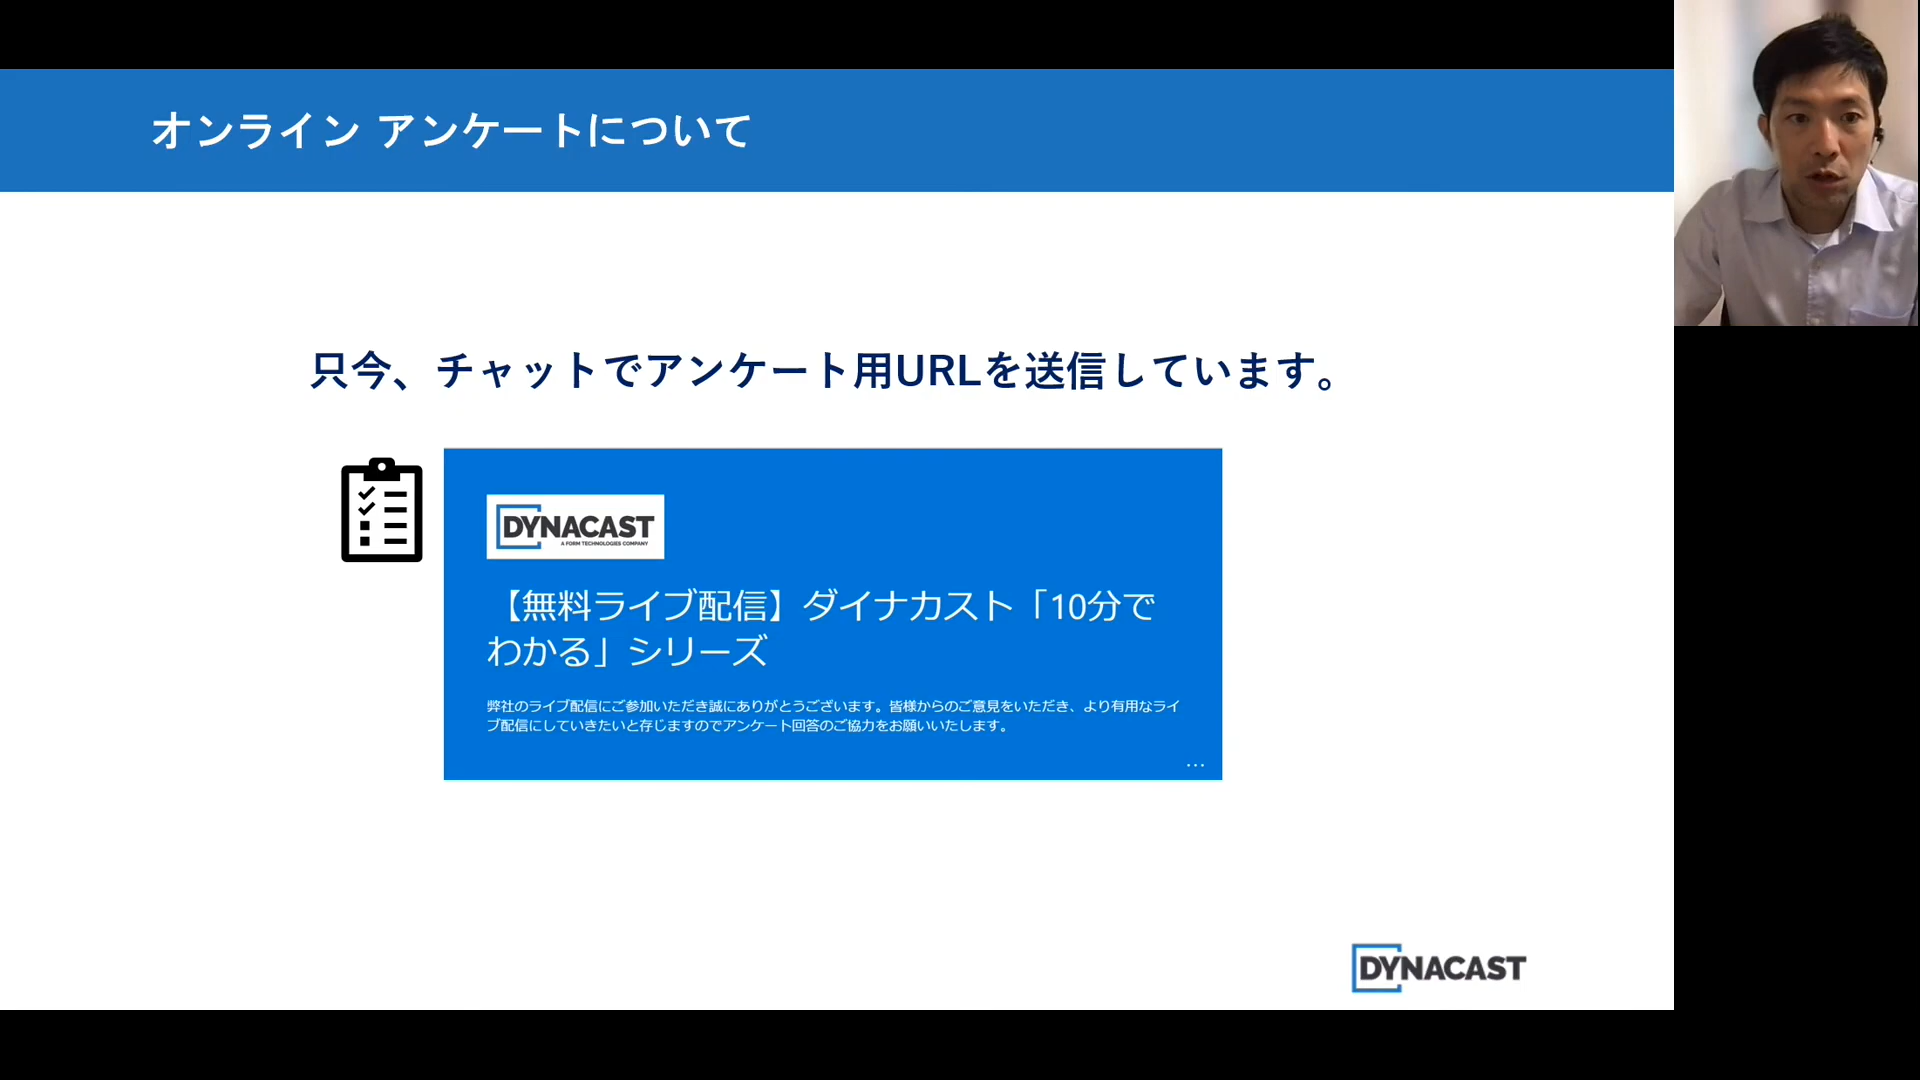 オンライン アンケートについて
只今、チャットでアンケート用URLを送信しています。
DYNACAST
A FORM TECHNOLOGIES COMPANY
【無料ライブ配信】ダイナカスト「10分で
わかる」シリーズ
弊社のライブ配信にご参加いただき誠にありがとうございます。皆様からのご意見をいただき、より有用なライ
ブ配信にしていきたいと存じますのでアンケート回答のご協力をお願いいたします。
...
DYNACAST